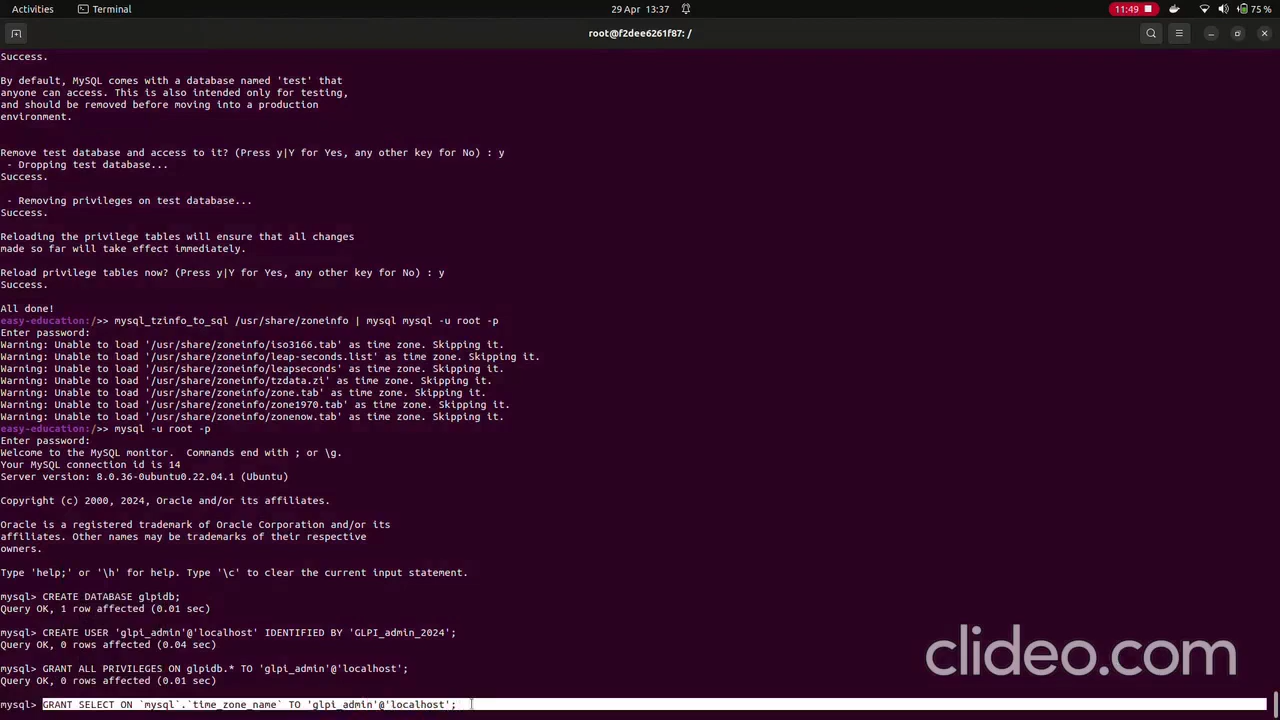 Activities Terminal 29 Apr 13:37 11:49 75 %
root@f2dee6261f87: /
Success.
By default, MySQL comes with a database named 'test' that
anyone can access. This is also intended only for testing,
and should be removed before moving into a production
environment.
Remove test database and access to it? (Press y|Y for Yes, any other key for No) : y
- Dropping test database...
Success.
- Removing privileges on test database...
Success.
Reloading the privilege tables will ensure that all changes
made so far will take effect immediately.
Reload privilege tables now? (Press y|Y for Yes, any other key for No) : y
Success.
All done!
easy-education:/>> mysql_tzinfo_to_sql /usr/share/zoneinfo | mysql mysql -u root -p
Enter password:
Warning: Unable to load '/usr/share/zoneinfo/iso3166.tab' as time zone. Skipping it.
Warning: Unable to load '/usr/share/zoneinfo/leap-seconds.list' as time zone. Skipping it.
Warning: Unable to load '/usr/share/zoneinfo/leapseconds' as time zone. Skipping it.
Warning: Unable to load '/usr/share/zoneinfo/tzdata.zi' as time zone. Skipping it.
Warning: Unable to load '/usr/share/zoneinfo/zone.tab' as time zone. Skipping it.
Warning: Unable to load '/usr/share/zoneinfo/zone1970.tab' as time zone. Skipping it.
Warning: Unable to load '/usr/share/zoneinfo/zonenow.tab' as time zone. Skipping it.
easy-education:/>> mysql -u root -p
Enter password:
Welcome to the MySQL monitor.  Commands end with ; or \g.
Your MySQL connection id is 14
Server version: 8.0.36-0ubuntu0.22.04.1 (Ubuntu)
Copyright (c) 2000, 2024, Oracle and/or its affiliates.
Oracle is a registered trademark of Oracle Corporation and/or its
affiliates. Other names may be trademarks of their respective
owners.
Type 'help;' or '\h' for help. Type '\c' to clear the current input statement.
mysql> CREATE DATABASE glpidb;
Query OK, 1 row affected (0.01 sec)
mysql> CREATE USER 'glpi_admin'@'localhost' IDENTIFIED BY 'GLPI_admin_2024';
Query OK, 0 rows affected (0.04 sec)
mysql> GRANT ALL PRIVILEGES ON glpidb.* TO 'glpi_admin'@'localhost';
Query OK, 0 rows affected (0.01 sec)
mysql> GRANT SELECT ON `mysql`.`time_zone_name` TO 'glpi_admin'@'localhost';
clideo.com